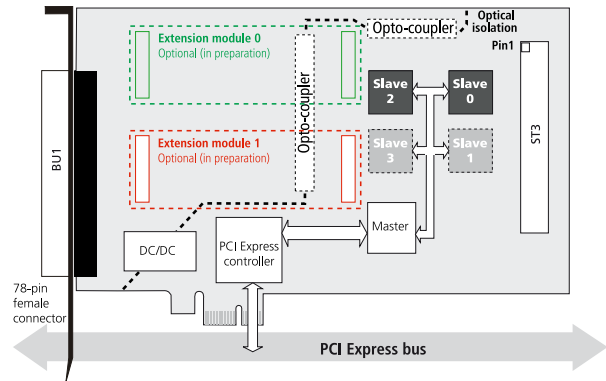 Extension module 0
Optional (in preparation)
Opto-coupler
Optical
isolation
Pin1
Opto-coupler
Slave
2
Slave
0
BU1
ST3
Extension module 1
Optional (in preparation)
Slave
3
Slave
1
DC/DC
PCI Express
controller
Master
78-pin
female
connector
PCI Express bus